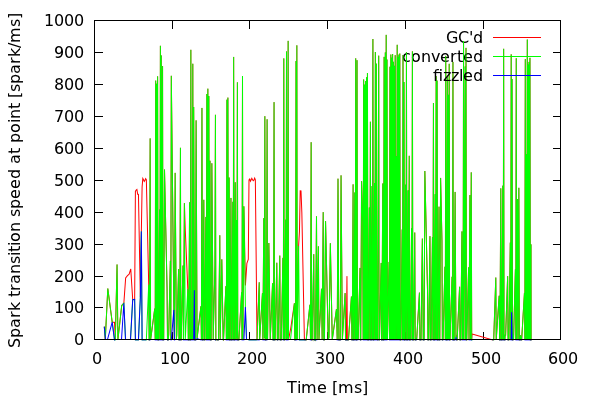 Spark transition speed at point [spark/ms]
1000
900
800
700
600
500
400
300
200
100
0
0 100 200 300 400 500 600
Time [ms]
GC'd
converted
fizzled